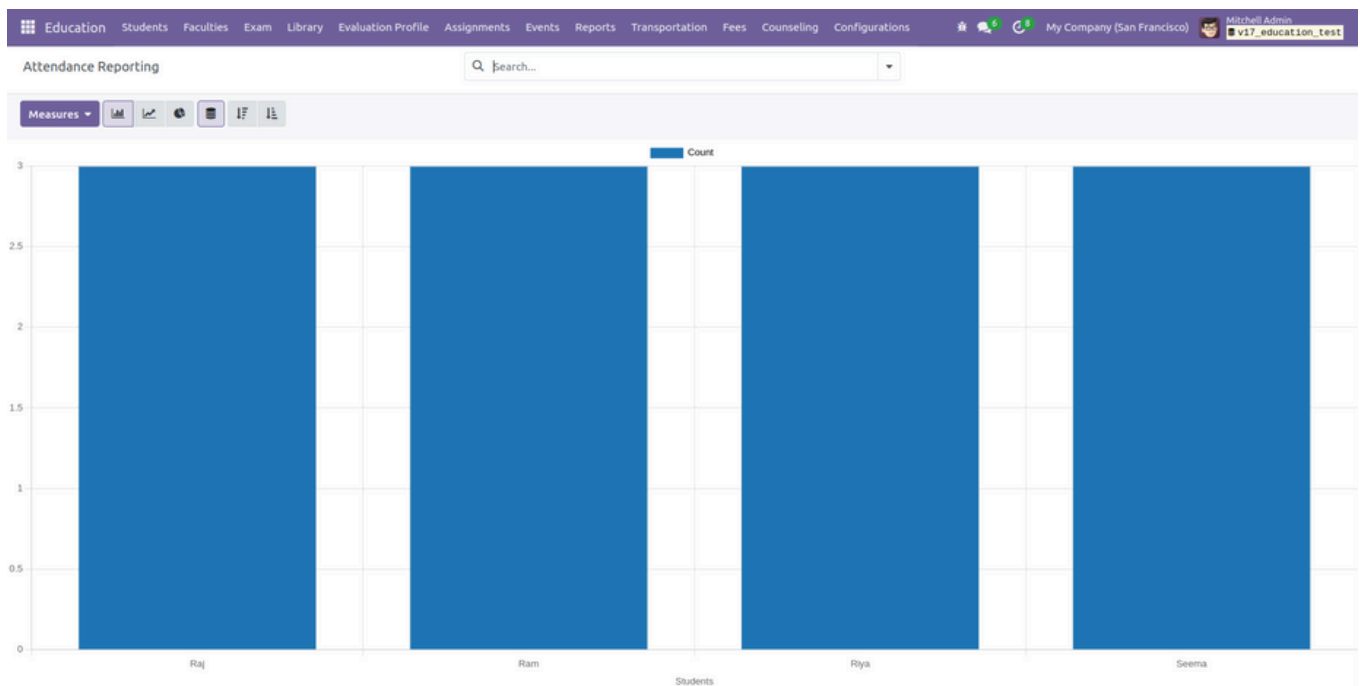 Education Students Faculties Exam Library Evaluation Profile Assignments Events Reports Transportation Fees Counseling Configurations 6 8 My Company (San Francisco) Mitchell Admin
v17_education_test
Attendance Reporting Search...
Measures
Count
3
2.5
2
1.5
1
0.5
0
Raj Ram Riya Seema
Students